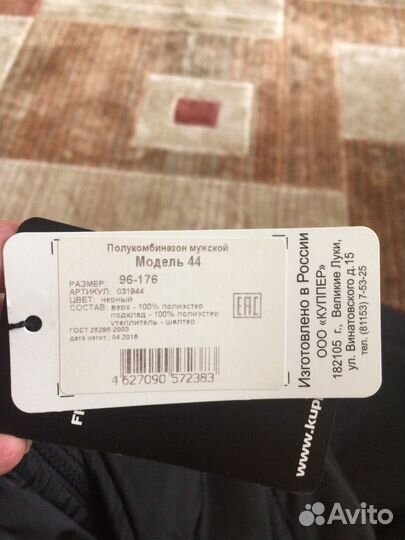 Полукомбинезон мужской
Модель 44
РАЗМЕР: 96-176
АРТИКУЛ: 031944
ЦВЕТ: черный
СОСТАВ: верх - 100% полиэстер
подклад - 100% полиэстер
утеплитель - шелтер
ГОСТ 25295-2003
дата изгот.: 04.2015
EAC
4 627090 572383
Изготовлено в России
ООО «КУППЕР»
182105 г., Великие Луки,
ул. Винатовского д. 15
тел. (81153) 7-53-25
www.kupp
Avito